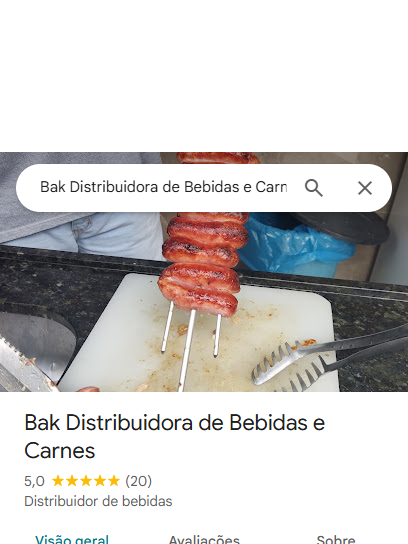 Bak Distribuidora de Bebidas e Carn
Bak Distribuidora de Bebidas e
Carnes
5,0 (20)
Distribuidor de bebidas
Visão geral Avaliações Sobre